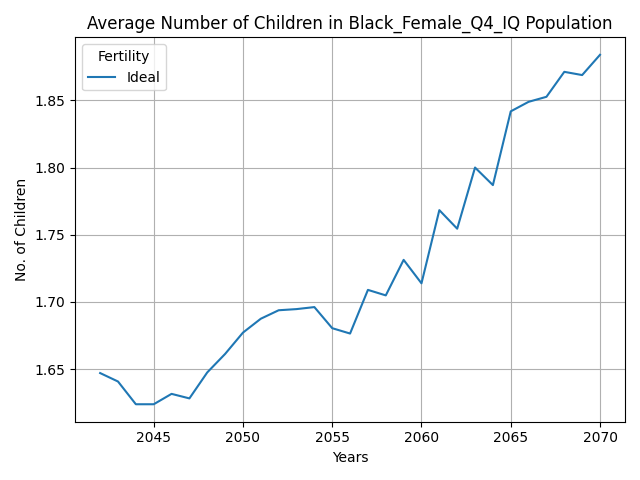 Average Number of Children in Black_Female_Q4_IQ Population
Fertility
Ideal
No. of Children
1.85
1.80
1.75
1.70
1.65
2045 2050 2055 2060 2065 2070
Years